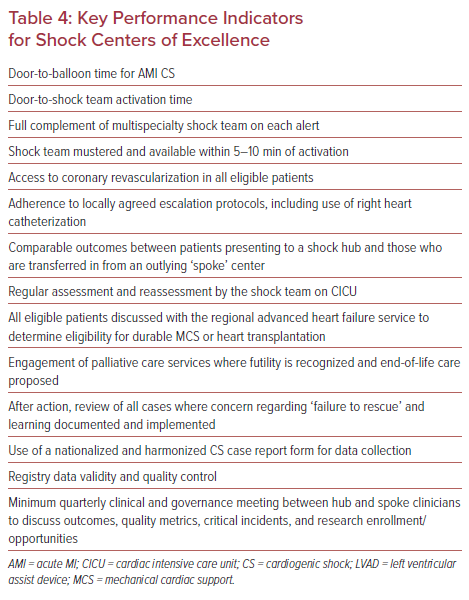 Table 4: Key Performance Indicators
for Shock Centers of Excellence
Door-to-balloon time for AMI CS
Door-to-shock team activation time
Full complement of multispecialty shock team on each alert
Shock team mustered and available within 5–10 min of activation
Access to coronary revascularization in all eligible patients
Adherence to locally agreed escalation protocols, including use of right heart
catheterization
Comparable outcomes between patients presenting to a shock hub and those who
are transferred in from an outlying ‘spoke’ center
Regular assessment and reassessment by the shock team on CICU
All eligible patients discussed with the regional advanced heart failure service to
determine eligibility for durable MCS or heart transplantation
Engagement of palliative care services where futility is recognized and end-of-life care
proposed
After action, review of all cases where concern regarding ‘failure to rescue’ and
learning documented and implemented
Use of a nationalized and harmonized CS case report form for data collection
Registry data validity and quality control
Minimum quarterly clinical and governance meeting between hub and spoke clinicians
to discuss outcomes, quality metrics, critical incidents, and research enrollment/
opportunities
AMI = acute MI; CICU = cardiac intensive care unit; CS = cardiogenic shock; LVAD = left ventricular
assist device; MCS = mechanical cardiac support.